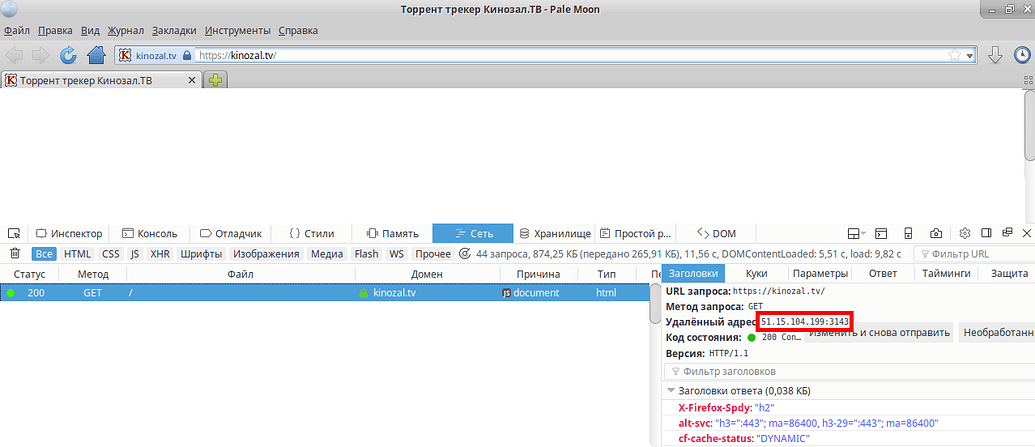 Торрент трекер Кинозал.ТВ - Pale Moon
Файл Правка Вид Журнал Закладки Инструменты Справка
kinozal.tv https://kinozal.tv/
Торрент трекер Кинозал.ТВ
Инспектор Консоль Отладчик Стили Память Сеть Хранилище Простой р... DOM
Все HTML CSS JS XHR Шрифты Изображения Медиа Flash WS Прочее 44 запроса, 874,25 КБ (передано 265,91 КБ), 11,56 с, DOMContentLoaded: 5,51 с, load: 9,82 с Фильтр URL
Статус Метод Файл Домен Причина Тип Пе
200 GET / kinozal.tv JS document html
Заголовки Куки Параметры Ответ Тайминги Защита
URL запроса: https://kinozal.tv/
Метод запроса: GET
Удалённый адрес 51.15.104.199:3143
Код состояния: 200 Con… Изменить и снова отправить Необработанн
Версия: HTTP/1.1
Фильтр заголовков
Заголовки ответа (0,038 КБ)
X-Firefox-Spdy: "h2"
alt-svc: "h3=":443"; ma=86400, h3-29=":443"; ma=86400"
cf-cache-status: "DYNAMIC"